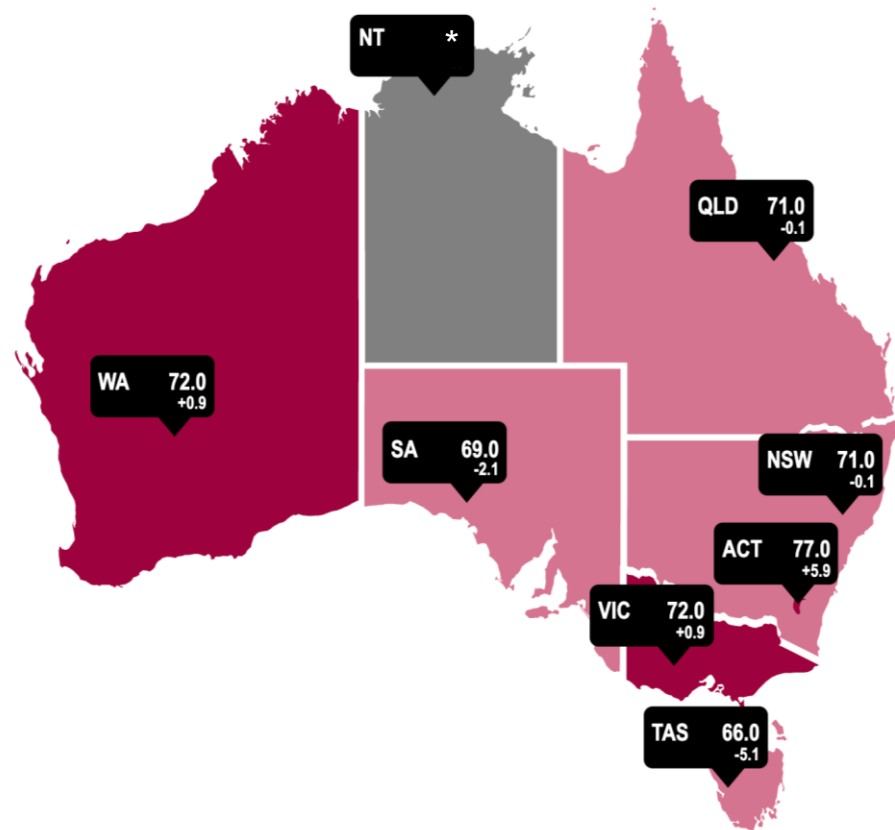 NT *
QLD 71.0
-0.1
WA 72.0
+0.9
SA 69.0
-2.1
NSW 71.0
-0.1
ACT 77.0
+5.9
VIC 72.0
+0.9
TAS 66.0
-5.1